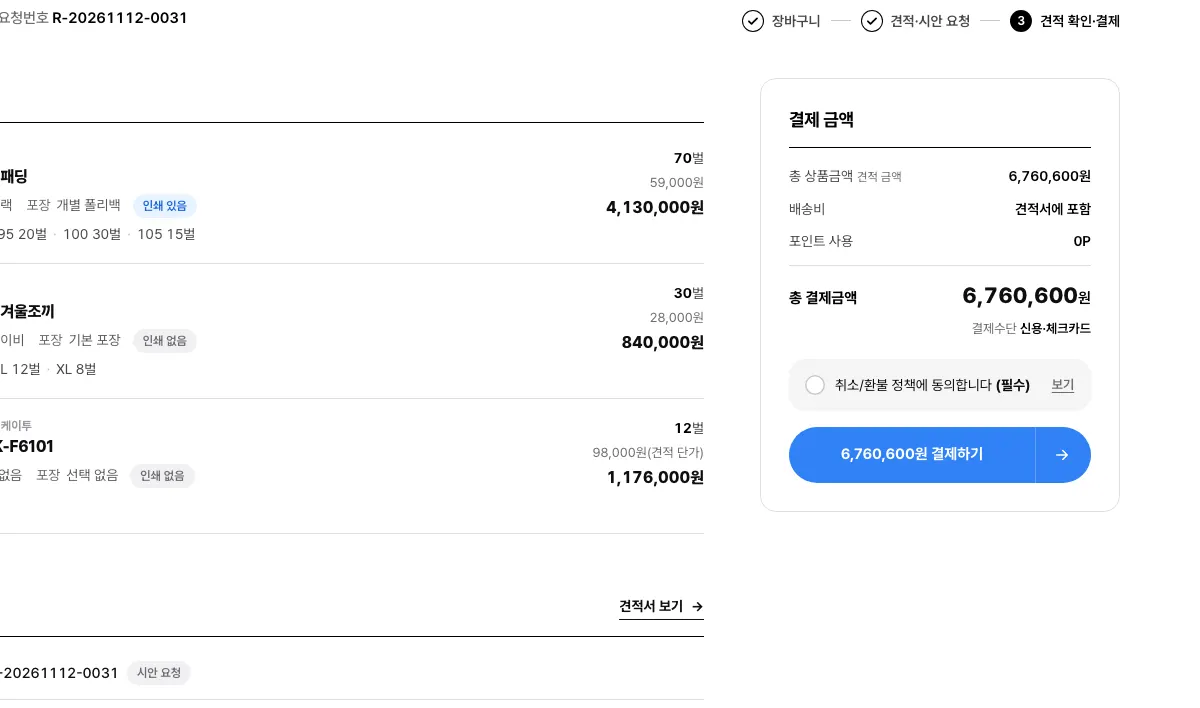 요청번호 R-20261112-0031
장바구니 견적·시안 요청 3 견적 확인·결제
결제 금액
70벌
패딩
59,000원
랙 포장 개별 폴리백 인쇄 있음
4,130,000원
95 20벌 · 100 30벌 · 105 15벌
30벌
겨울조끼
28,000원
이비 포장 기본 포장 인쇄 없음
840,000원
L 12벌 · XL 8벌
케이투
12벌
K-F6101
98,000원(견적 단가)
없음 포장 선택 없음 인쇄 없음
1,176,000원
총 상품금액 견적 금액 6,760,600원
배송비 견적서에 포함
포인트 사용 0P
총 결제금액 6,760,600원
결제수단 신용·체크카드
취소/환불 정책에 동의합니다 (필수) 보기
6,760,600원 결제하기 →
견적서 보기 →
-20261112-0031 시안 요청